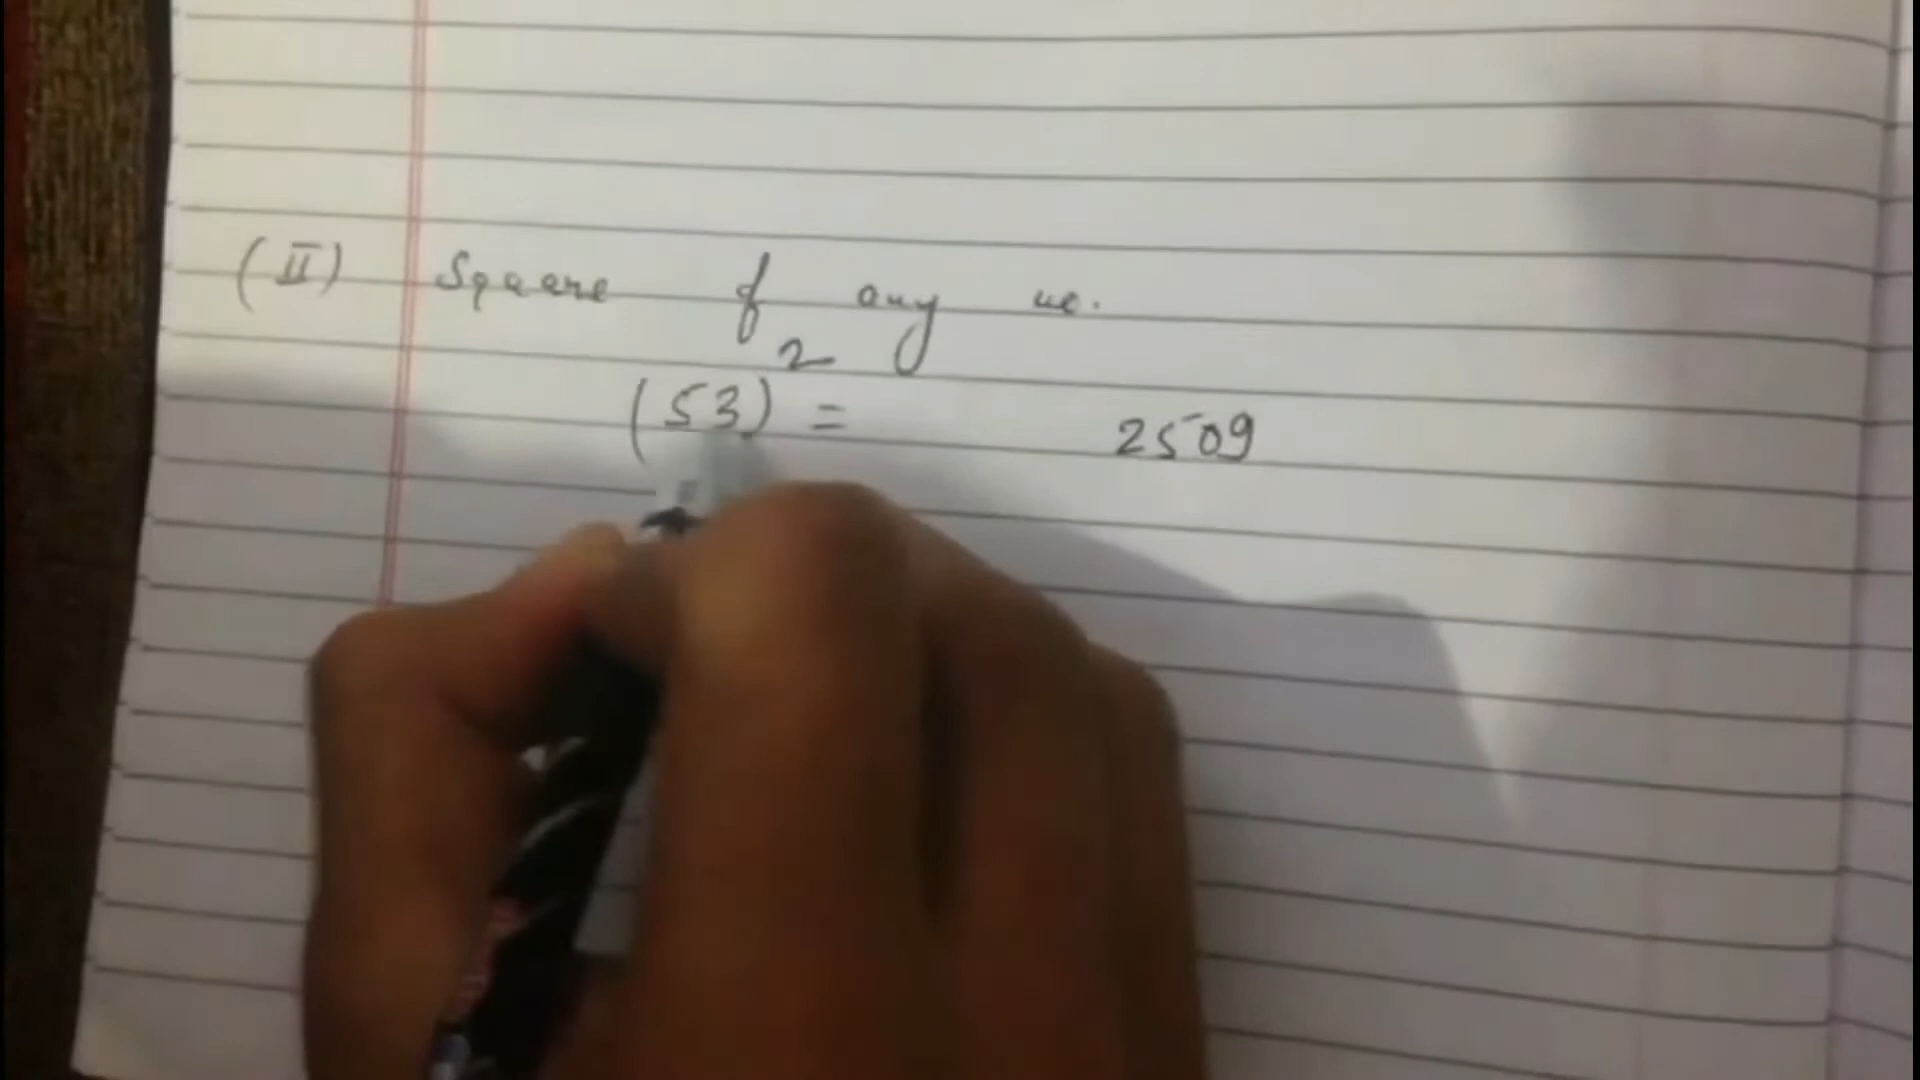 (II) Square of any no.
(53)² = 2509